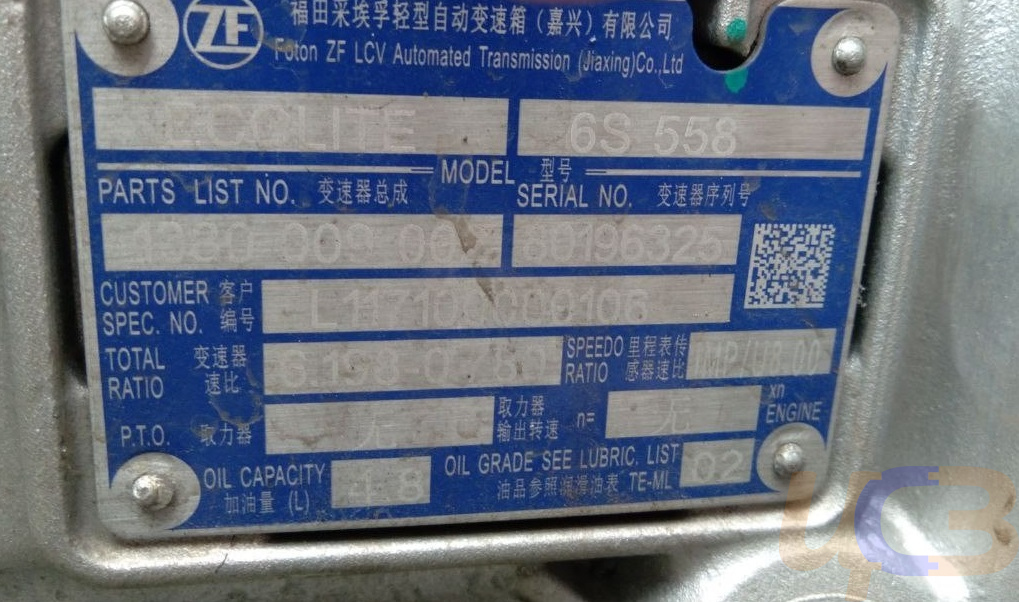 ZF
福田采埃孚轻型自动变速箱（嘉兴）有限公司
Foton ZF LCV Automated Transmission (Jiaxing)Co.,Ltd
ECOLITE 6S 558
MODEL 型号
PARTS LIST NO. 变速器总成 SERIAL NO. 变速器序列号
CUSTOMER 客户
SPEC. NO. 编号
TOTAL 变速器
RATIO 速比
SPEEDO 里程表传
RATIO 感器速比
P.T.O. 取力器 无
取力器
输出转速 n= 无 xn ENGINE
OIL CAPACITY
加油量 (L) 4.8
OIL GRADE SEE LUBRIC. LIST
油品参照润滑油表 TE-ML 02